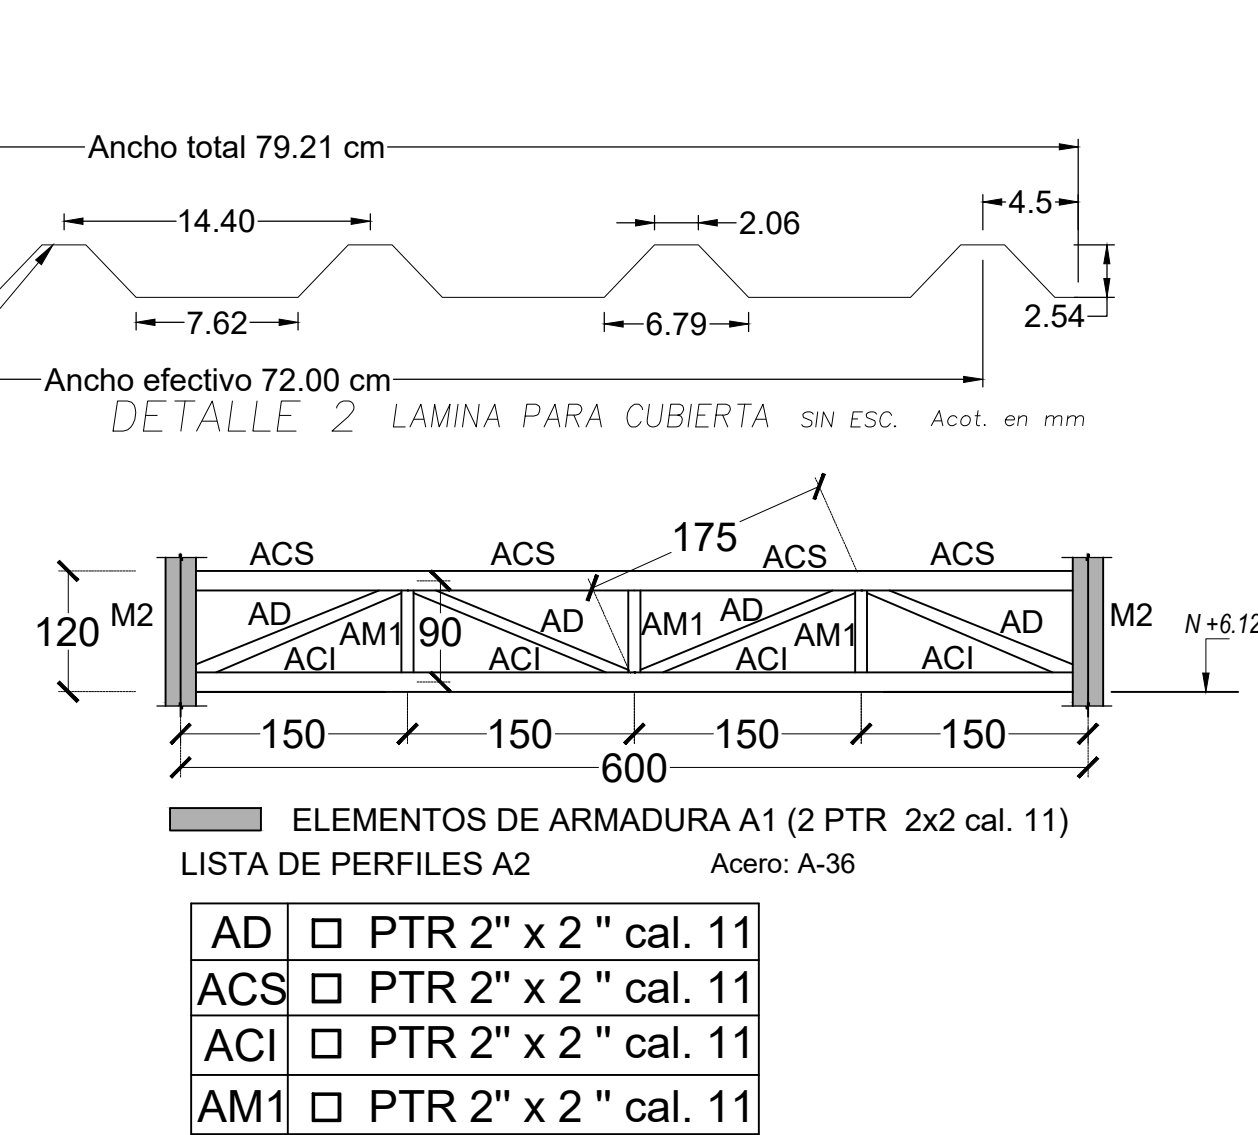 Ancho total 79.21 cm
14.40
2.06
4.5
7.62
6.79
2.54
Ancho efectivo 72.00 cm
DETALLE 2 LAMINA PARA CUBIERTA SIN ESC. Acot. en mm
175
ACS ACS ACS ACS
120 M2 AD AM1 90 AD AM1 AD AM1 AD M2 N +6.12
ACI ACI ACI ACI
150 150 150 150
600
ELEMENTOS DE ARMADURA A1 (2 PTR 2x2 cal. 11)
LISTA DE PERFILES A2 Acero: A-36
AD PTR 2" x 2 " cal. 11
ACS PTR 2" x 2 " cal. 11
ACI PTR 2" x 2 " cal. 11
AM1 PTR 2" x 2 " cal. 11